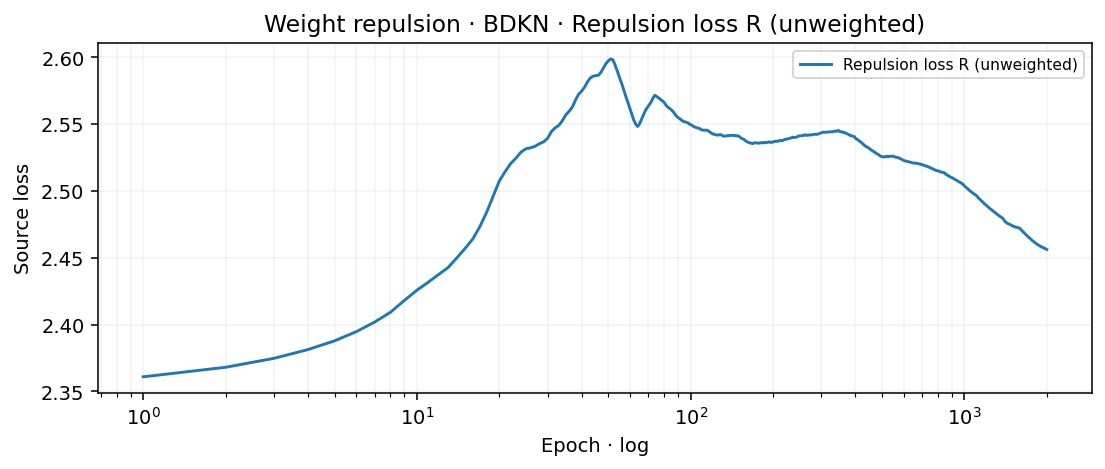 Weight repulsion · BDKN · Repulsion loss R (unweighted)
Repulsion loss R (unweighted)
Source loss
2.60
2.55
2.50
2.45
2.40
2.35
10⁰ 10¹ 10² 10³
Epoch · log